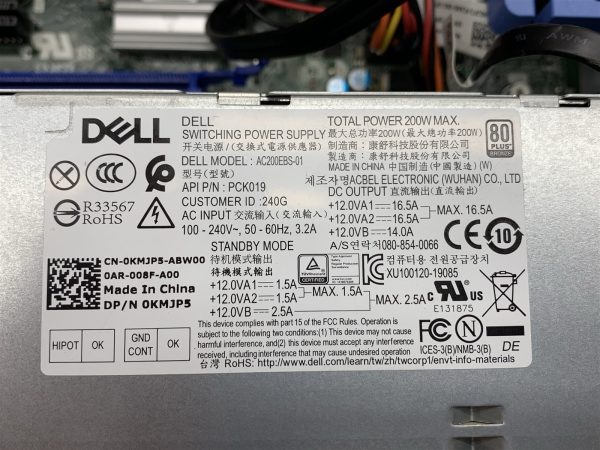 DELL
DELL
SWITCHING POWER SUPPLY
开关电源/(交換式電源供應器)
DELL MODEL : AC200EBS-01
型号(型號)
API P/N : PCK019
CUSTOMER ID : 240G
AC INPUT 交流输入(交流輸入)
100 - 240V~, 50 - 60Hz, 3.2A
TOTAL POWER 200W MAX.
最大总功率200W(最大總功率200W)
制造商：康舒科技股份有限公司
製造商：康舒科技股份有限公司
MADE IN CHINA 中国制造(中國製造) (W)
제조자명ACBEL ELECTRONIC (WUHAN) CO., LTD
DC OUTPUT 直流输出(直流輸出)
+12.0VA1 = 16.5A
+12.0VA2 = 16.5A
MAX. 16.5A
+12.0VB = 14.0A
A/S연락처080-854-0066
80
PLUS
BRONZE
CCC
R33567
RoHS
CE
10
CN-0KMJP5-ABW00
0AR-008F-A00
Made In China
DP/N 0KMJP5
STANDBY MODE
待机模式输出
待機模式輸出
+12.0VA1 = 1.5A
+12.0VA2 = 1.5A
MAX. 1.5A
+12.0VB = 2.5A
MAX. 2.5A
CERTIFIED
컴퓨터용 전원공급장치
XU100120-19085
c UL US
E131875
HIPOT OK
GND CONT OK
This device complies with part 15 of the FCC Rules. Operation is
subject to the following two conditions:(1) This device may not cause
harmful interference, and(2) this device must accept any interference
received, including interference that may cause undesired operation
台灣 RoHS: http://www.dell.com/learn/tw/zh/twcorp1/envt-info-materials
FC
N
ICES-3(B)/NMB-3(B)
DE
AWM